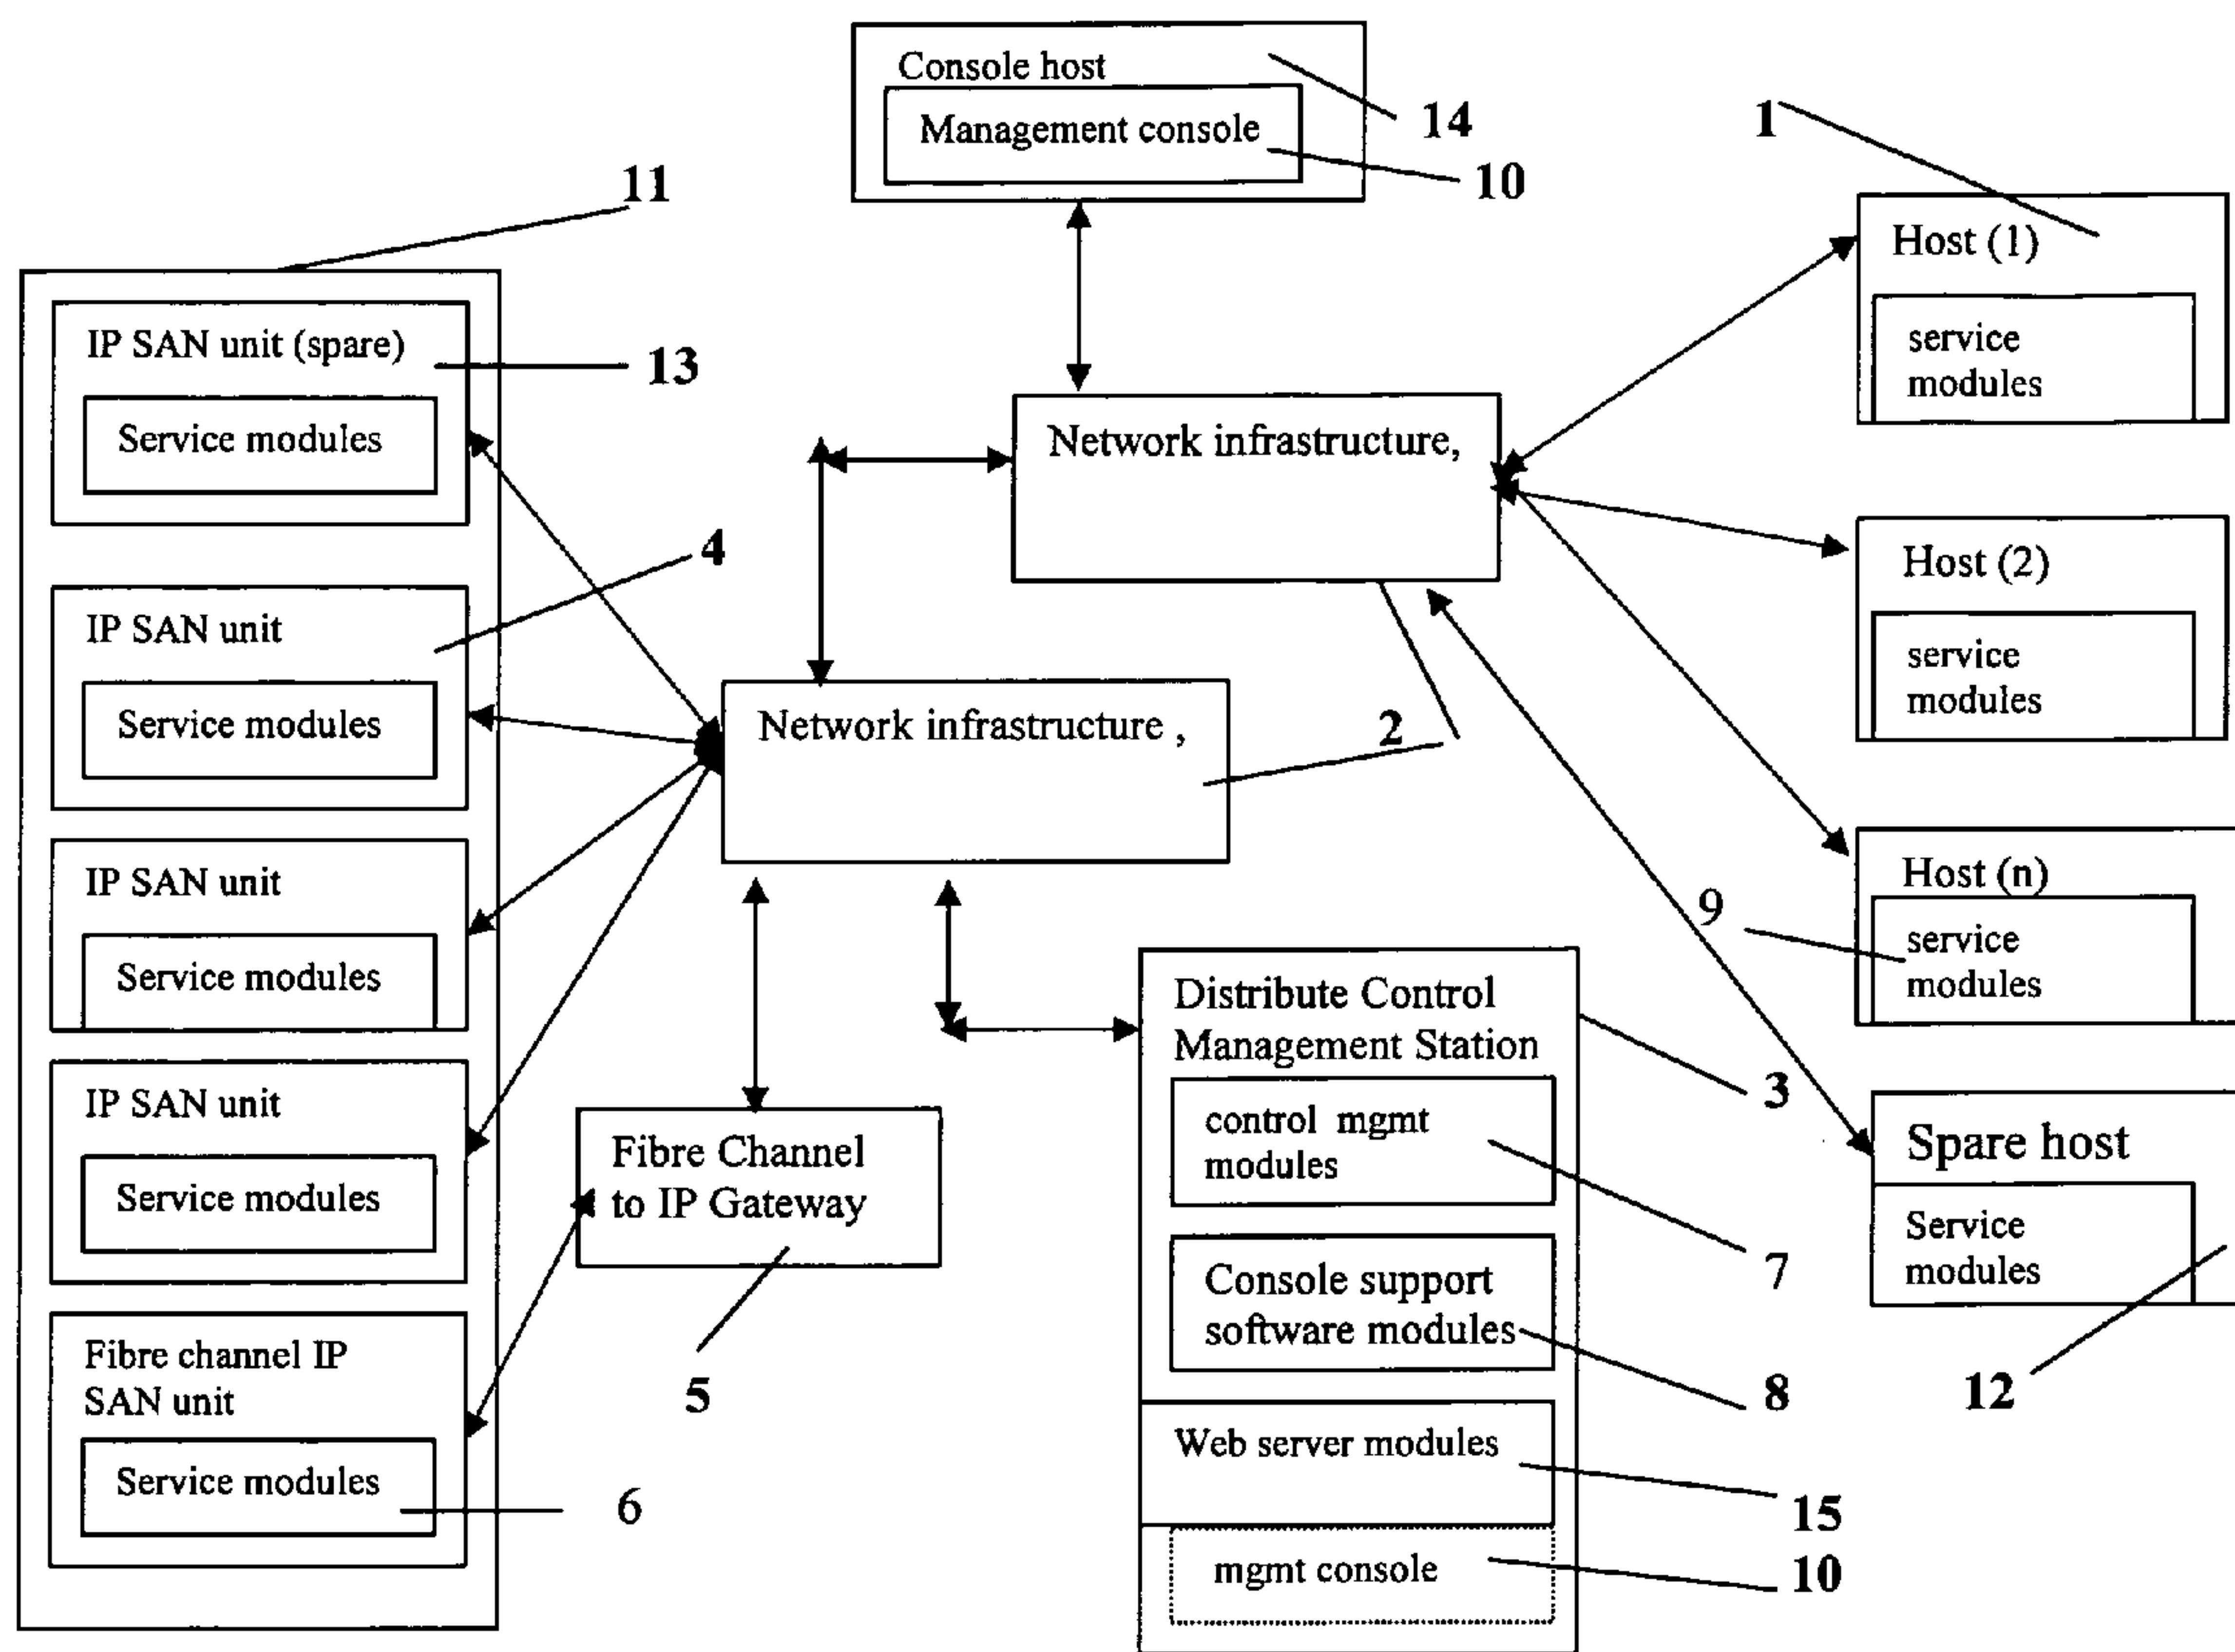 Console host
Management console
14
10
1
11
Host (1)
service
modules
IP SAN unit (spare)
13
Service modules
Network infrastructure,
4
Host (2)
service
modules
IP SAN unit
Service modules
Network infrastructure ,
2
IP SAN unit
Service modules
Host (n)
9
service
modules
Distribute Control
Management Station
3
IP SAN unit
Service modules
Fibre Channel
to IP Gateway
5
control mgmt
modules
7
Spare host
Service
modules
12
Console support
software modules
8
Fibre channel IP
SAN unit
Service modules
6
Web server modules
15
mgmt console
10